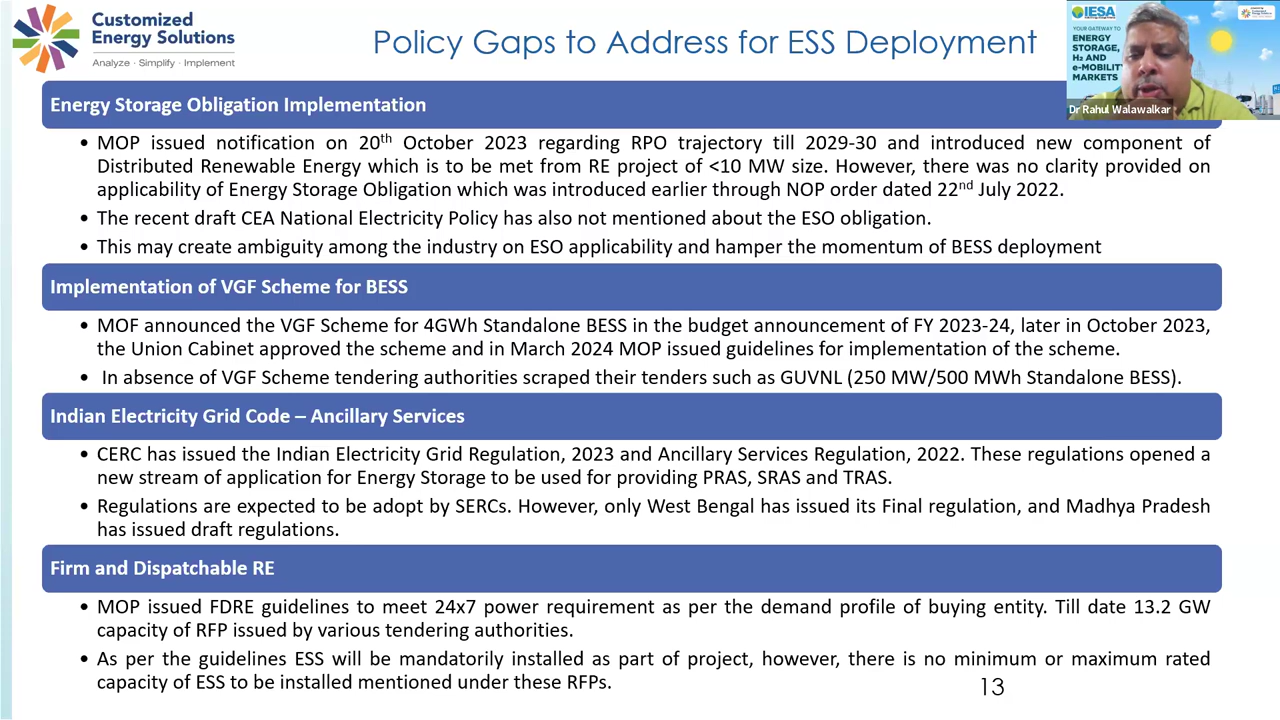 Customized
Energy Solutions
Analyze · Simplify · Implement
Policy Gaps to Address for ESS Deployment
IESA
YOUR GATEWAY TO
ENERGY
STORAGE,
H₂ AND
e-MOBILITY
MARKETS
Dr Rahul Walawalkar
Energy Storage Obligation Implementation
• MOP issued notification on 20th October 2023 regarding RPO trajectory till 2029-30 and introduced new component of
Distributed Renewable Energy which is to be met from RE project of <10 MW size. However, there was no clarity provided on
applicability of Energy Storage Obligation which was introduced earlier through NOP order dated 22nd July 2022.
• The recent draft CEA National Electricity Policy has also not mentioned about the ESO obligation.
• This may create ambiguity among the industry on ESO applicability and hamper the momentum of BESS deployment
Implementation of VGF Scheme for BESS
• MOF announced the VGF Scheme for 4GWh Standalone BESS in the budget announcement of FY 2023-24, later in October 2023,
the Union Cabinet approved the scheme and in March 2024 MOP issued guidelines for implementation of the scheme.
• In absence of VGF Scheme tendering authorities scraped their tenders such as GUVNL (250 MW/500 MWh Standalone BESS).
Indian Electricity Grid Code – Ancillary Services
• CERC has issued the Indian Electricity Grid Regulation, 2023 and Ancillary Services Regulation, 2022. These regulations opened a
new stream of application for Energy Storage to be used for providing PRAS, SRAS and TRAS.
• Regulations are expected to be adopt by SERCs. However, only West Bengal has issued its Final regulation, and Madhya Pradesh
has issued draft regulations.
Firm and Dispatchable RE
• MOP issued FDRE guidelines to meet 24x7 power requirement as per the demand profile of buying entity. Till date 13.2 GW
capacity of RFP issued by various tendering authorities.
• As per the guidelines ESS will be mandatorily installed as part of project, however, there is no minimum or maximum rated
capacity of ESS to be installed mentioned under these RFPs.
13